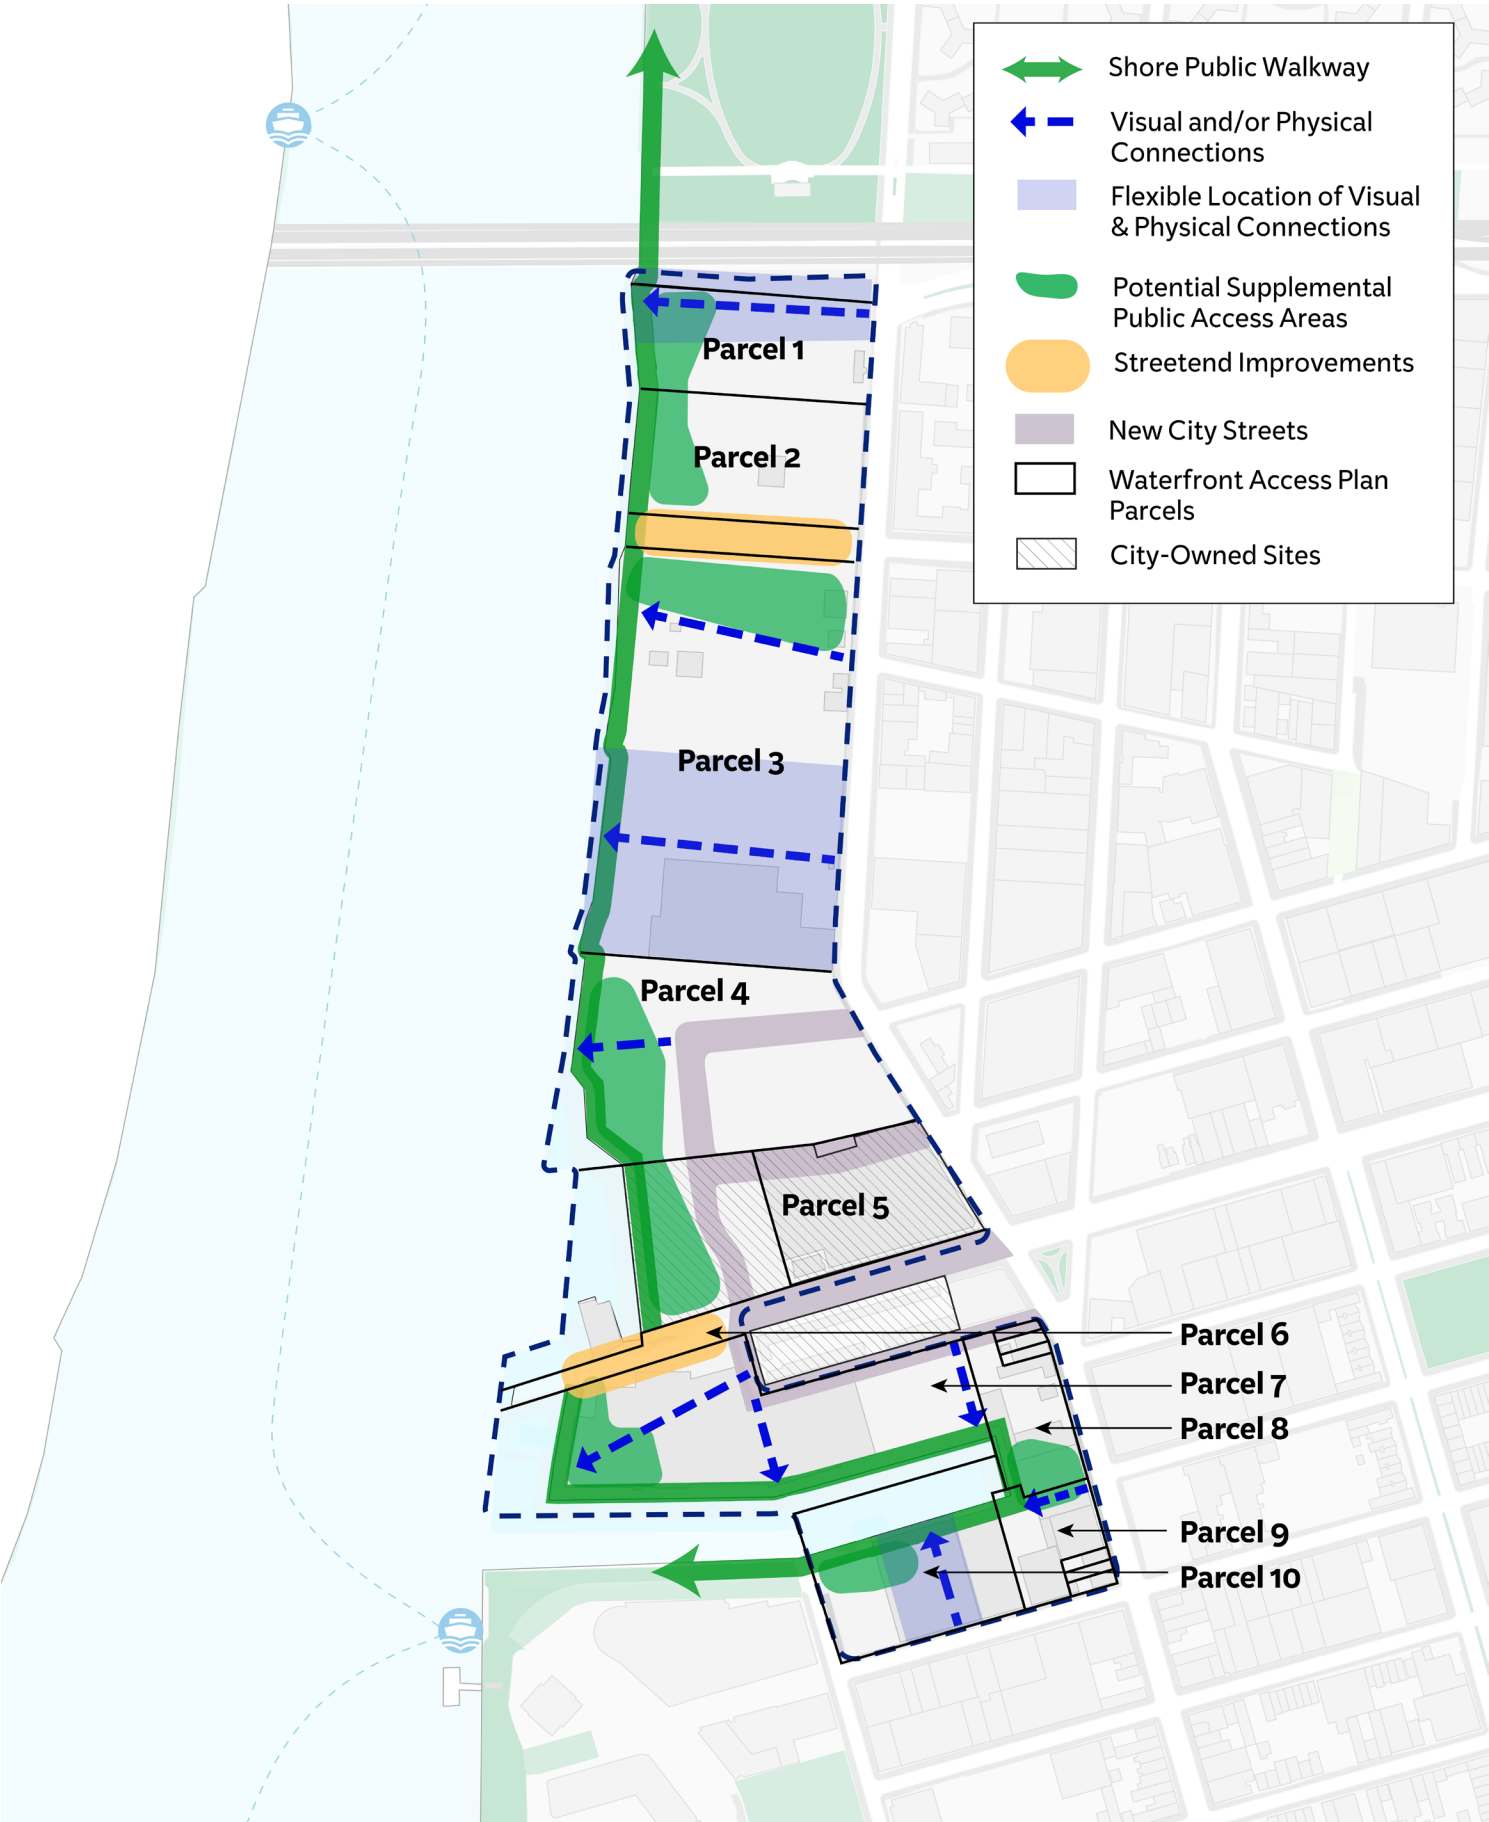 Shore Public Walkway
Visual and/or Physical
Connections
Flexible Location of Visual
& Physical Connections
Potential Supplemental
Public Access Areas
Streetend Improvements
New City Streets
Waterfront Access Plan
Parcels
City-Owned Sites
Parcel 1
Parcel 2
Parcel 3
Parcel 4
Parcel 5
Parcel 6
Parcel 7
Parcel 8
Parcel 9
Parcel 10